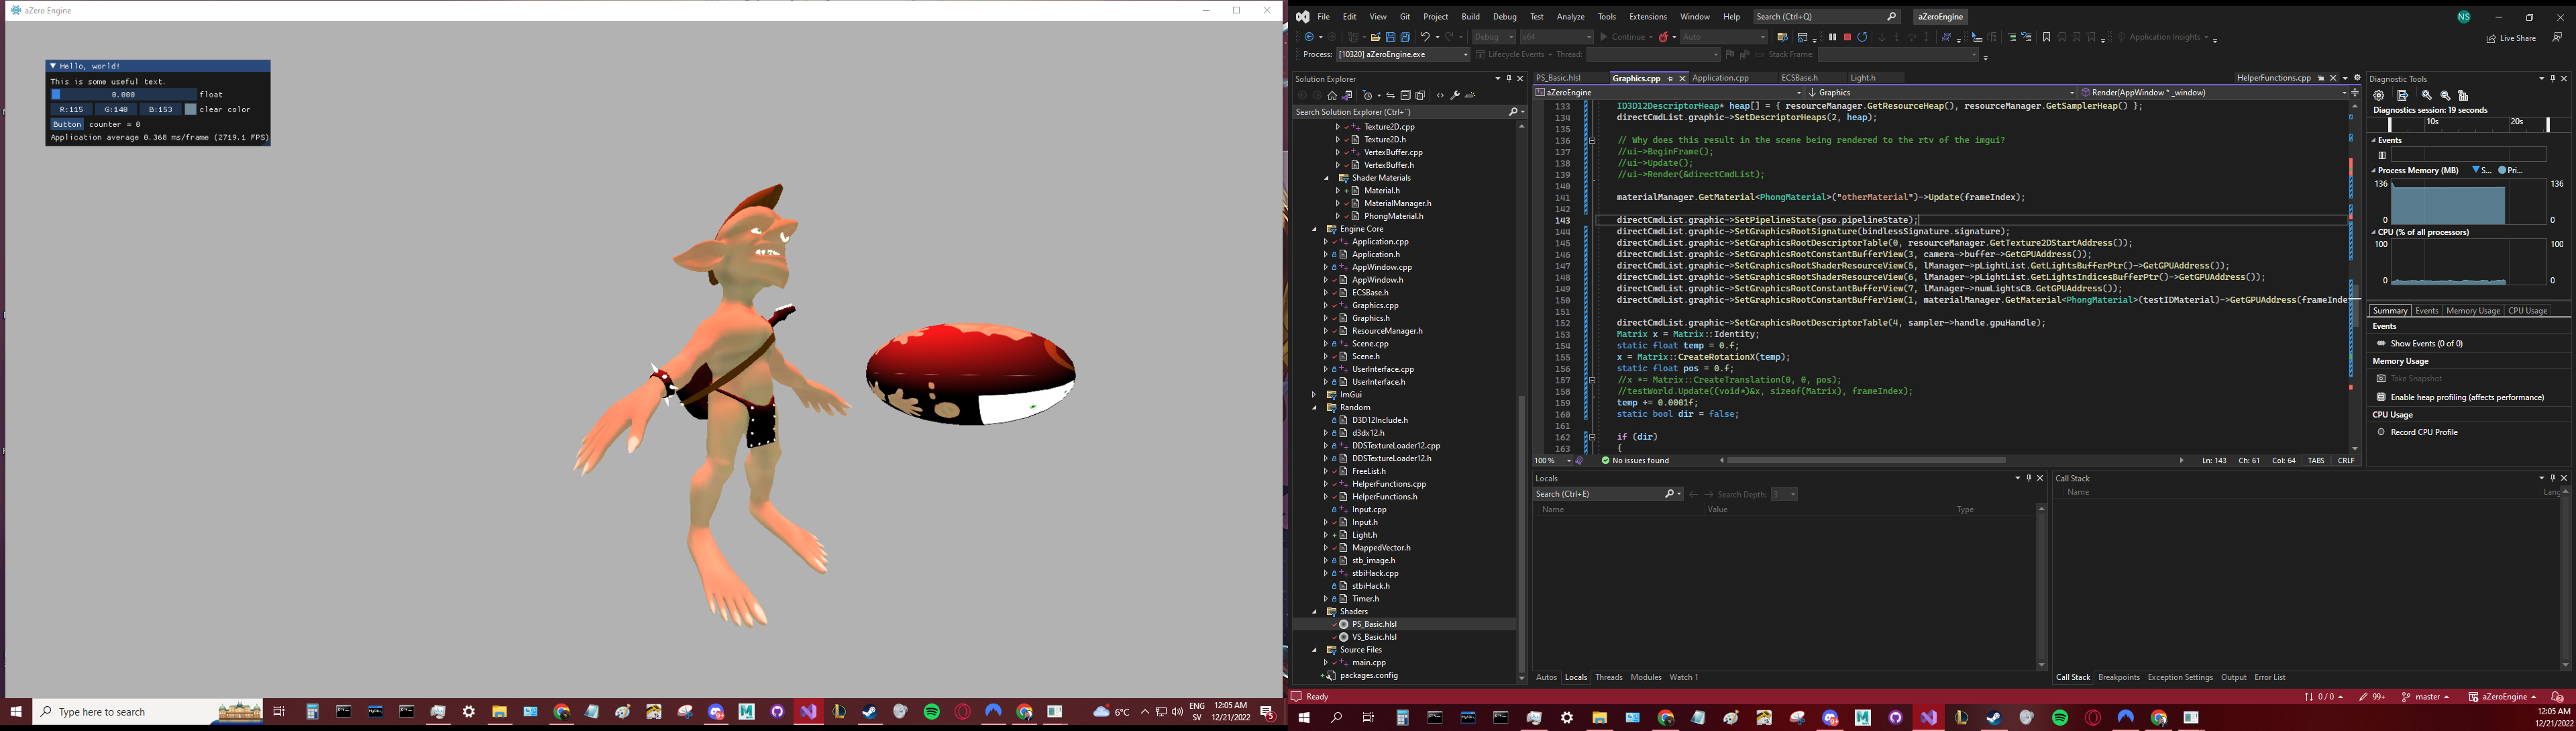 aZero Engine
Hello, world!
This is some useful text.
0.000 float
R:115 G:140 B:153 clear color
Button counter = 0
Application average 0.368 ms/frame (2719.1 FPS)
Type here to search
6°C
ENG
SV
12:05 AM
12/21/2022
File Edit View Git Project Build Debug Test Analyze Tools Extensions Window Help Search (Ctrl+Q) aZeroEngine NS
Debug x64 Continue Auto Application Insights Live Share
Process: [10320] aZeroEngine.exe Lifecycle Events Thread: Stack Frame:
Solution Explorer
Search Solution Explorer (Ctrl+¨)
Texture2D.cpp
Texture2D.h
VertexBuffer.cpp
VertexBuffer.h
Shader Materials
Material.h
MaterialManager.h
PhongMaterial.h
Engine Core
Application.cpp
Application.h
AppWindow.cpp
AppWindow.h
ECSBase.h
Graphics.cpp
Graphics.h
ResourceManager.h
Scene.cpp
Scene.h
UserInterface.cpp
UserInterface.h
ImGui
Random
D3D12Include.h
d3dx12.h
DDSTextureLoader12.cpp
DDSTextureLoader12.h
FreeList.h
HelperFunctions.cpp
HelperFunctions.h
Input.cpp
Input.h
Light.h
MappedVector.h
stb_image.h
stbiHack.cpp
stbiHack.h
Timer.h
Shaders
PS_Basic.hlsl
VS_Basic.hlsl
Source Files
main.cpp
packages.config
PS_Basic.hlsl Graphics.cpp Application.cpp ECSBase.h Light.h HelperFunctions.cpp
aZeroEngine Graphics Render(AppWindow * _window)
133 ID3D12DescriptorHeap* heap[] = { resourceManager.GetResourceHeap(), resourceManager.GetSamplerHeap() };
134 directCmdList.graphic->SetDescriptorHeaps(2, heap);
135
136 // Why does this result in the scene being rendered to the rtv of the imgui?
137 //ui->BeginFrame();
138 //ui->Update();
139 //ui->Render(&directCmdList);
140
141 materialManager.GetMaterial<PhongMaterial>("otherMaterial")->Update(frameIndex);
142
143 directCmdList.graphic->SetPipelineState(pso.pipelineState);
144 directCmdList.graphic->SetGraphicsRootSignature(bindlessSignature.signature);
145 directCmdList.graphic->SetGraphicsRootDescriptorTable(0, resourceManager.GetTexture2DStartAddress());
146 directCmdList.graphic->SetGraphicsRootConstantBufferView(3, camera->buffer->GetGPUAddress());
147 directCmdList.graphic->SetGraphicsRootShaderResourceView(5, lManager->pLightList.GetLightsBufferPtr()->GetGPUAddress());
148 directCmdList.graphic->SetGraphicsRootShaderResourceView(6, lManager->pLightList.GetLightsIndicesBufferPtr()->GetGPUAddress());
149 directCmdList.graphic->SetGraphicsRootConstantBufferView(7, lManager->numLightsCB.GetGPUAddress());
150 directCmdList.graphic->SetGraphicsRootConstantBufferView(1, materialManager.GetMaterial<PhongMaterial>(testIDMaterial)->GetGPUAddress(frameInde
151
152 directCmdList.graphic->SetGraphicsRootDescriptorTable(4, sampler->handle.gpuHandle);
153 Matrix x = Matrix::Identity;
154 static float temp = 0.f;
155 x = Matrix::CreateRotationX(temp);
156 static float pos = 0.f;
157 //x *= Matrix::CreateTranslation(0, 0, pos);
158 //testWorld.Update((void*)&x, sizeof(Matrix), frameIndex);
159 temp += 0.0001f;
160 static bool dir = false;
161
162 if (dir)
163 {
100 % No issues found Ln: 143 Ch: 61 Col: 64 TABS CRLF
Diagnostic Tools
Diagnostics session: 19 seconds
10s 20s
Events
Process Memory (MB) S... Pri...
136 136
0 0
CPU (% of all processors)
100 100
0 0
Summary Events Memory Usage CPU Usage
Events
Show Events (0 of 0)
Memory Usage
Take Snapshot
Enable heap profiling (affects performance)
CPU Usage
Record CPU Profile
Locals
Search (Ctrl+E) Search Depth: 3
Name Value Type
Autos Locals Threads Modules Watch 1
Call Stack
Name Lang
Call Stack Breakpoints Exception Settings Output Error List
Ready 0 / 0 99+ master aZeroEngine
12:05 AM
12/21/2022